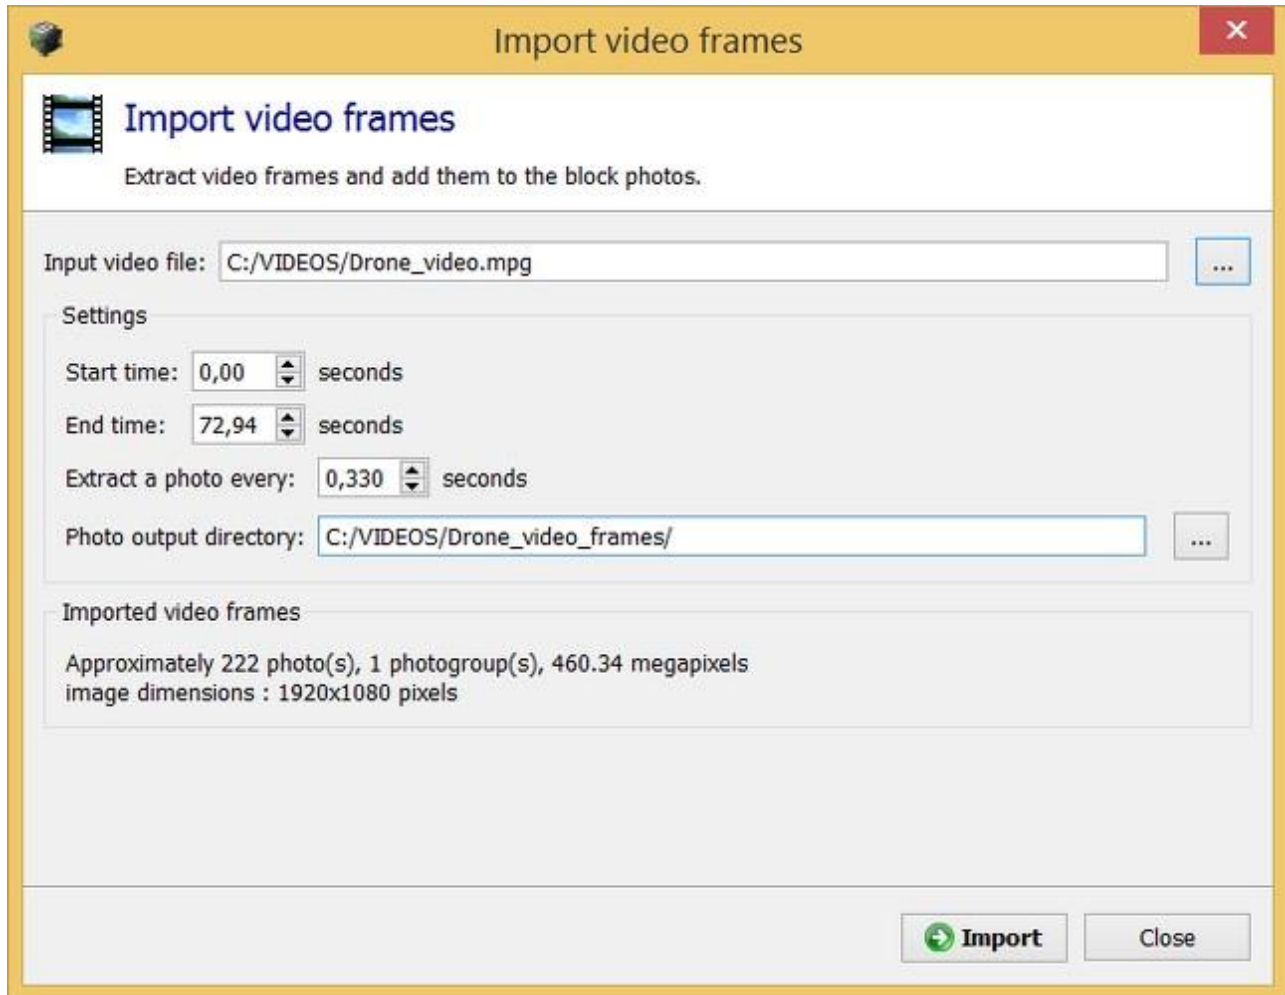 Import video frames
Import video frames
Extract video frames and add them to the block photos.
Input video file: C:/VIDEOS/Drone_video.mpg ...
Settings
Start time: 0,00 seconds
End time: 72,94 seconds
Extract a photo every: 0,330 seconds
Photo output directory: C:/VIDEOS/Drone_video_frames/ ...
Imported video frames
Approximately 222 photo(s), 1 photogroup(s), 460.34 megapixels
image dimensions : 1920x1080 pixels
Import Close